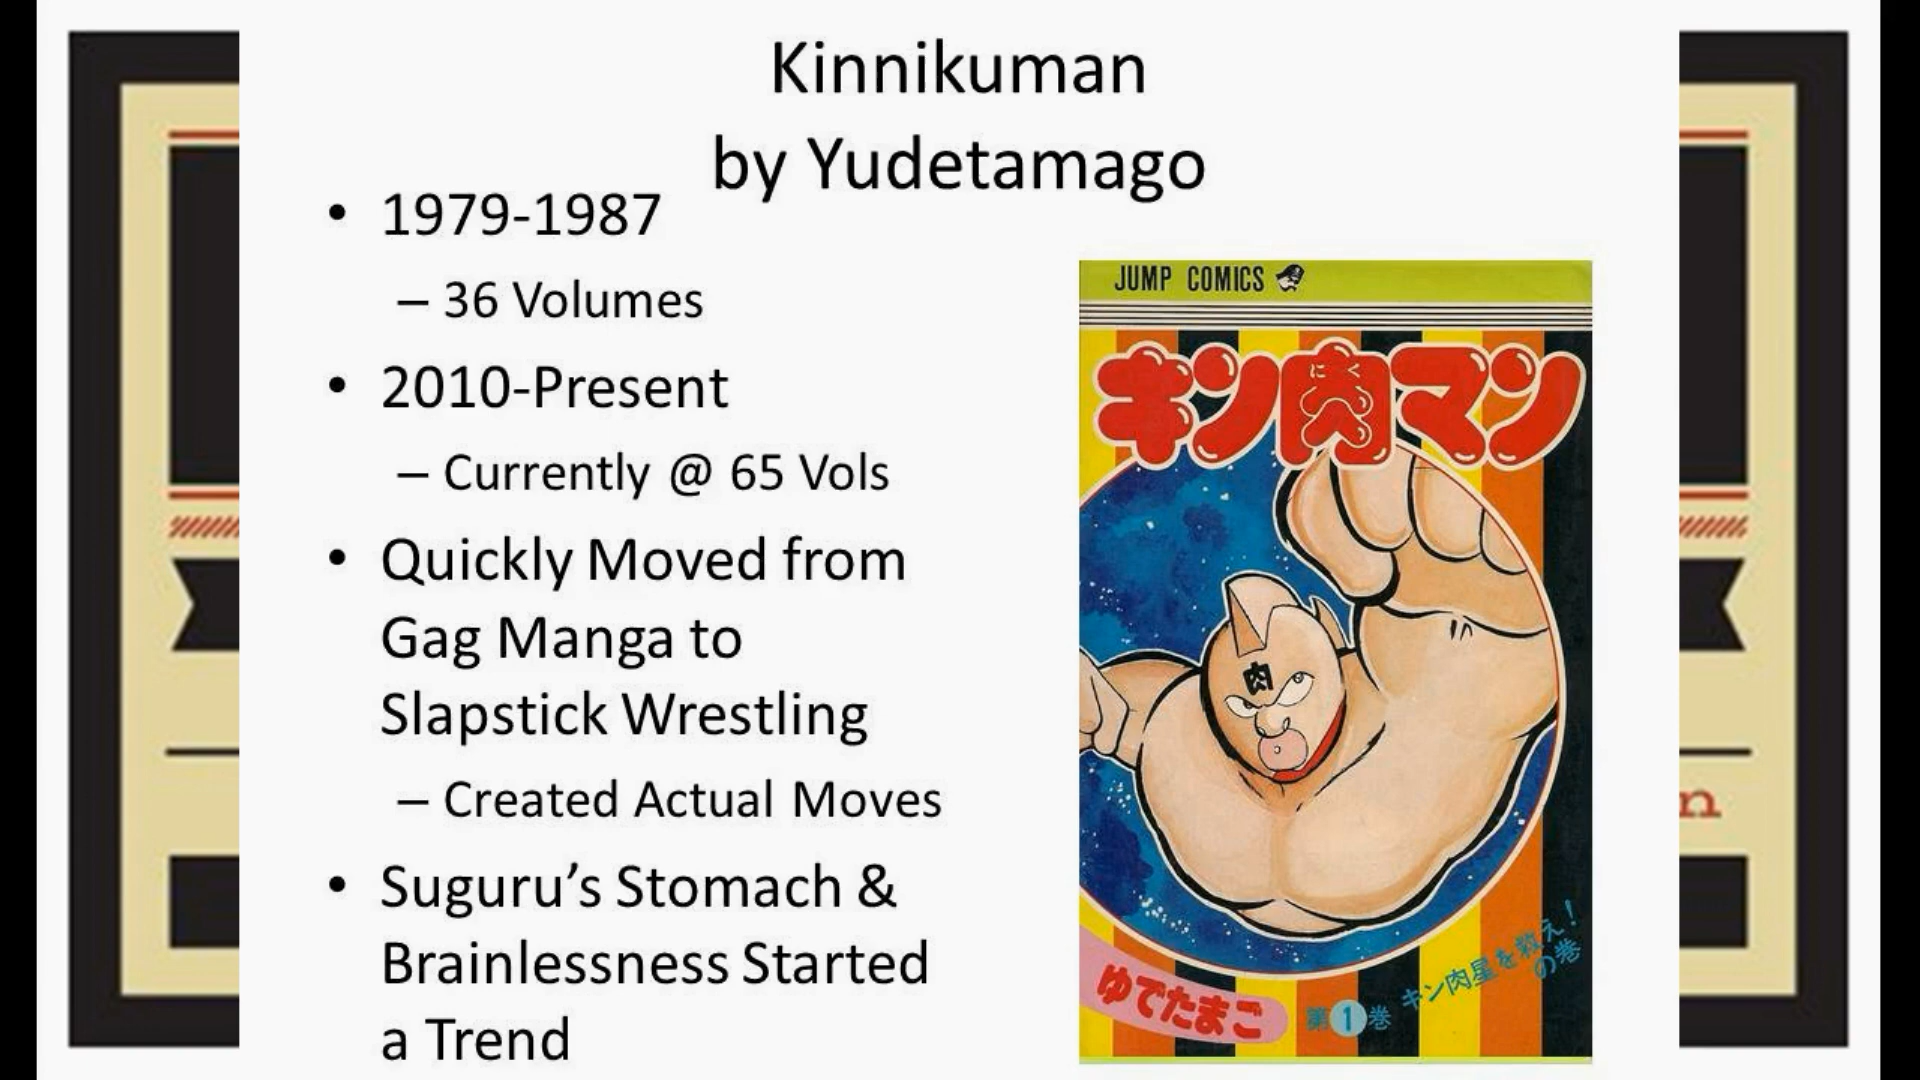 Kinnikuman
by Yudetamago
• 1979-1987
– 36 Volumes
• 2010-Present
– Currently @ 65 Vols
• Quickly Moved from
Gag Manga to
Slapstick Wrestling
– Created Actual Moves
• Suguru’s Stomach &
Brainlessness Started
a Trend
JUMP COMICS
キン肉マン
にく
肉
キン肉星を救え!
の巻
ゆでたまご
第1巻
n